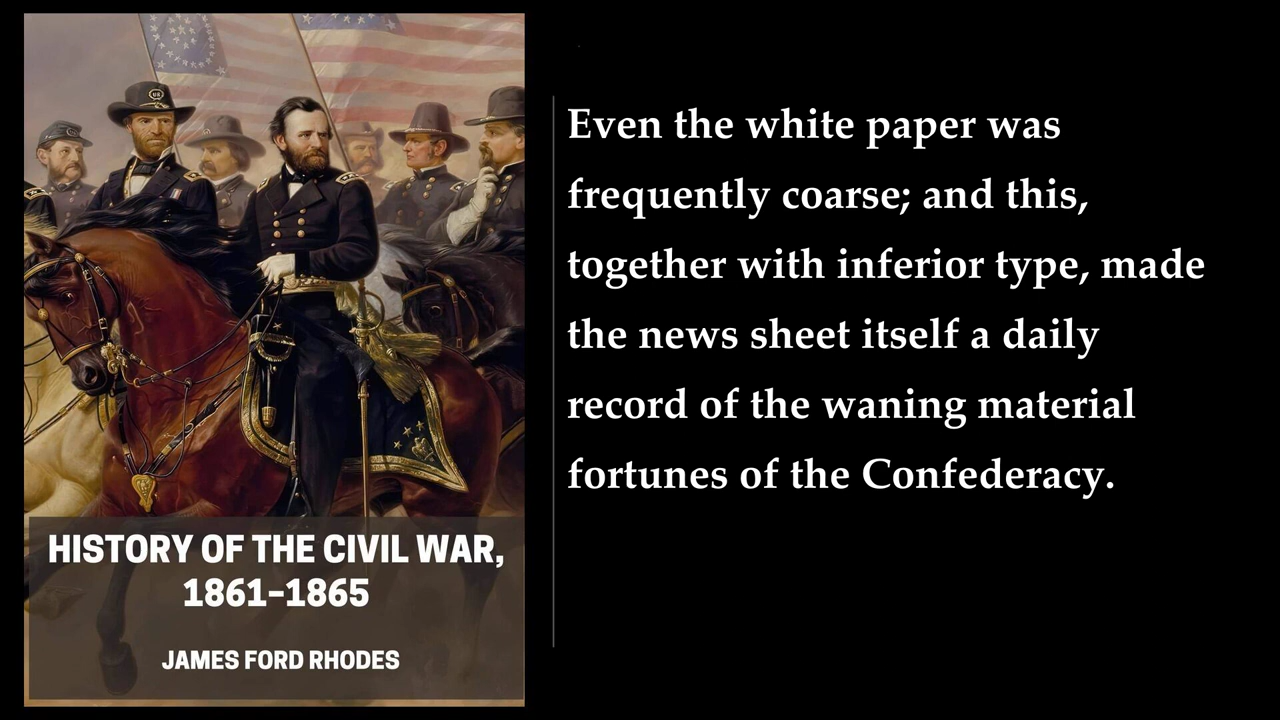 HISTORY OF THE CIVIL WAR,
1861–1865
JAMES FORD RHODES
Even the white paper was
frequently coarse; and this,
together with inferior type, made
the news sheet itself a daily
record of the waning material
fortunes of the Confederacy.